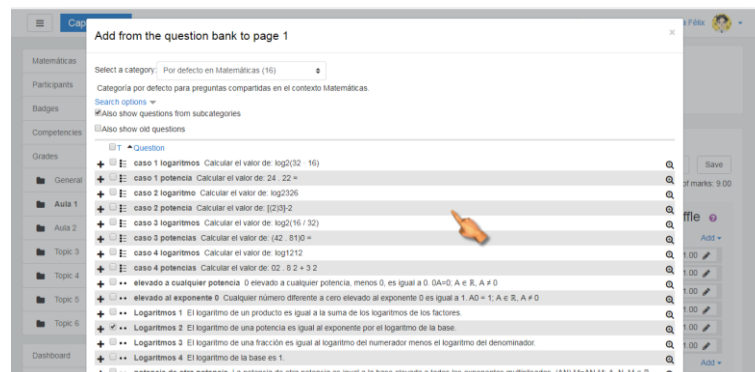 Cap
Add from the question bank to page 1
×
Félix
Matemáticas
Participants
Badges
Competencies
Grades
General
Aula 1
Aula 2
Topic 3
Topic 4
Topic 5
Topic 6
Dashboard
Select a category: Por defecto en Matemáticas (16)
Categoría por defecto para preguntas compartidas en el contexto Matemáticas.
Search options
Also show questions from subcategories
Also show old questions
T Question
caso 1 logaritmos Calcular el valor de: log2(32 · 16)
caso 1 potencia Calcular el valor de: 24 . 22 =
caso 2 logaritmo Calcular el valor de: log2326
caso 2 potencia Calcular el valor de: [(2)3]-2
caso 3 logaritmos Calcular el valor de: log2(16 / 32)
caso 3 potencias Calcular el valor de: (42 . 81)0 =
caso 4 logaritmos Calcular el valor de: log1212
caso 4 potencias Calcular el valor de: 02 . 8 2 + 3 2
elevado a cualquier potencia 0 elevado a cualquier potencia, menos 0, es igual a 0. 0A=0; A ∈ ℝ, A ≠ 0
elevado al exponente 0 Cualquier número diferente a cero elevado al exponente 0 es igual a 1. A0 = 1; A ∈ ℝ, A ≠ 0
Logaritmos 1 El logaritmo de un producto es igual a la suma de los logaritmos de los factores.
Logaritmos 2 El logaritmo de una potencia es igual al exponente por el logaritmo de la base.
Logaritmos 3 El logaritmo de una fracción es igual al logaritmo del numerador menos el logaritmo del denominador.
Logaritmos 4 El logaritmo de la base es 1.
Save
of marks: 9.00
ffle
Add
1.00
1.00
1.00
1.00
1.00
Add